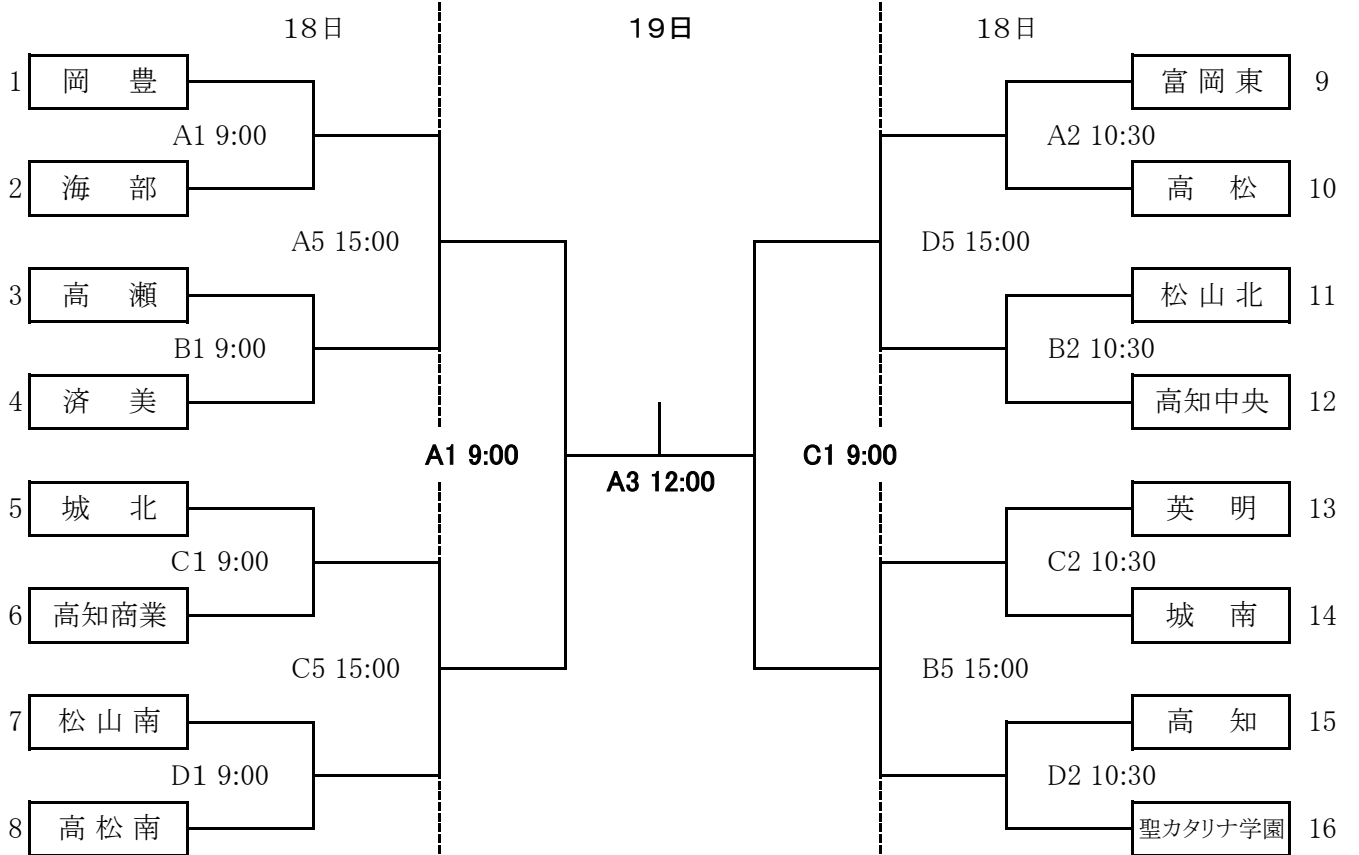 18日 19日 18日
1 岡 豊 富岡東 9
A1 9:00 A2 10:30
2 海 部 高 松 10
A5 15:00 D5 15:00
3 高 瀬 松山北 11
B1 9:00 B2 10:30
4 済 美 高知中央 12
A1 9:00 C1 9:00
A3 12:00
5 城 北 英 明 13
C1 9:00 C2 10:30
6 高知商業 城 南 14
C5 15:00 B5 15:00
7 松山南 高 知 15
D1 9:00 D2 10:30
8 高松南 聖カタリナ学園 16